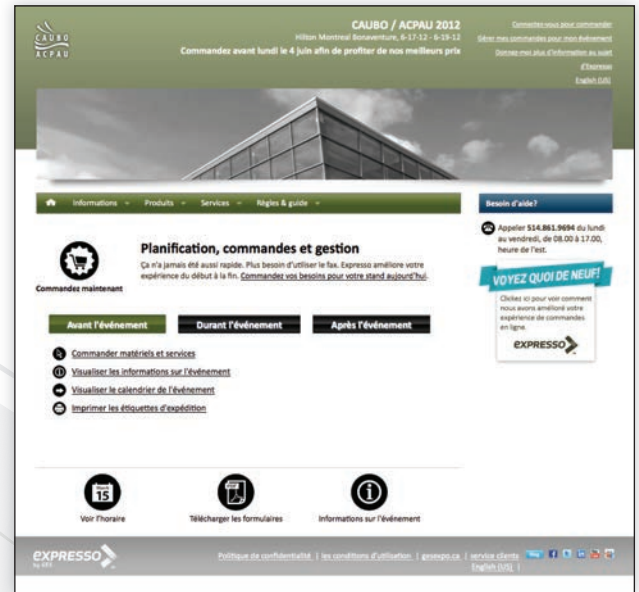 CAUBO
ACPAU
CAUBO / ACPAU 2012
Hilton Montreal Bonaventure, 6-17-12 - 6-19-12
Commandez avant lundi le 4 juin afin de profiter de nos meilleurs prix
Connectez-vous pour commander
Gérer mes commandes pour mon évènement
Donnez-moi plus d'information au sujet
d'Expresso
English (US)
Informations
Produits
Services
Règles & guide
Besoin d'aide?
Commandez maintenant
Planification, commandes et gestion
Ça n'a jamais été aussi rapide. Plus besoin d'utiliser le fax. Expresso améliore votre
expérience du début à la fin. Commandez vos besoins pour votre stand aujourd'hui.
Appeler 514.861.9694 du lundi
au vendredi, de 08.00 à 17.00,
heure de l'est.
VOYEZ QUOI DE NEUF!
Clickez ici pour voir comment
nous avons amélioré votre
expérience de commandes
en ligne.
EXPRESSO
Avant l'événement
Durant l'événement
Après l'événement
Commander matériels et services
Visualiser les informations sur l'événement
Visualiser le calendrier de l'événement
Imprimer les étiquettes d'expédition
March
15
Voir l'horaire
PDF
Télécharger les formulaires
Informations sur l'événement
EXPRESSO
by GES
Politique de confidentialité | les conditions d'utilisation | gesexpo.ca | service clients
English (US) |